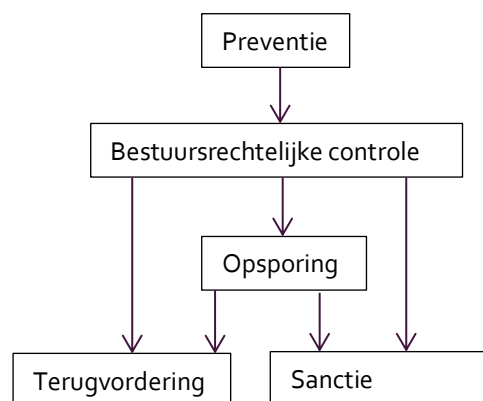 Preventie
Bestuursrechtelijke controle
Opsporing
Terugvordering
Sanctie